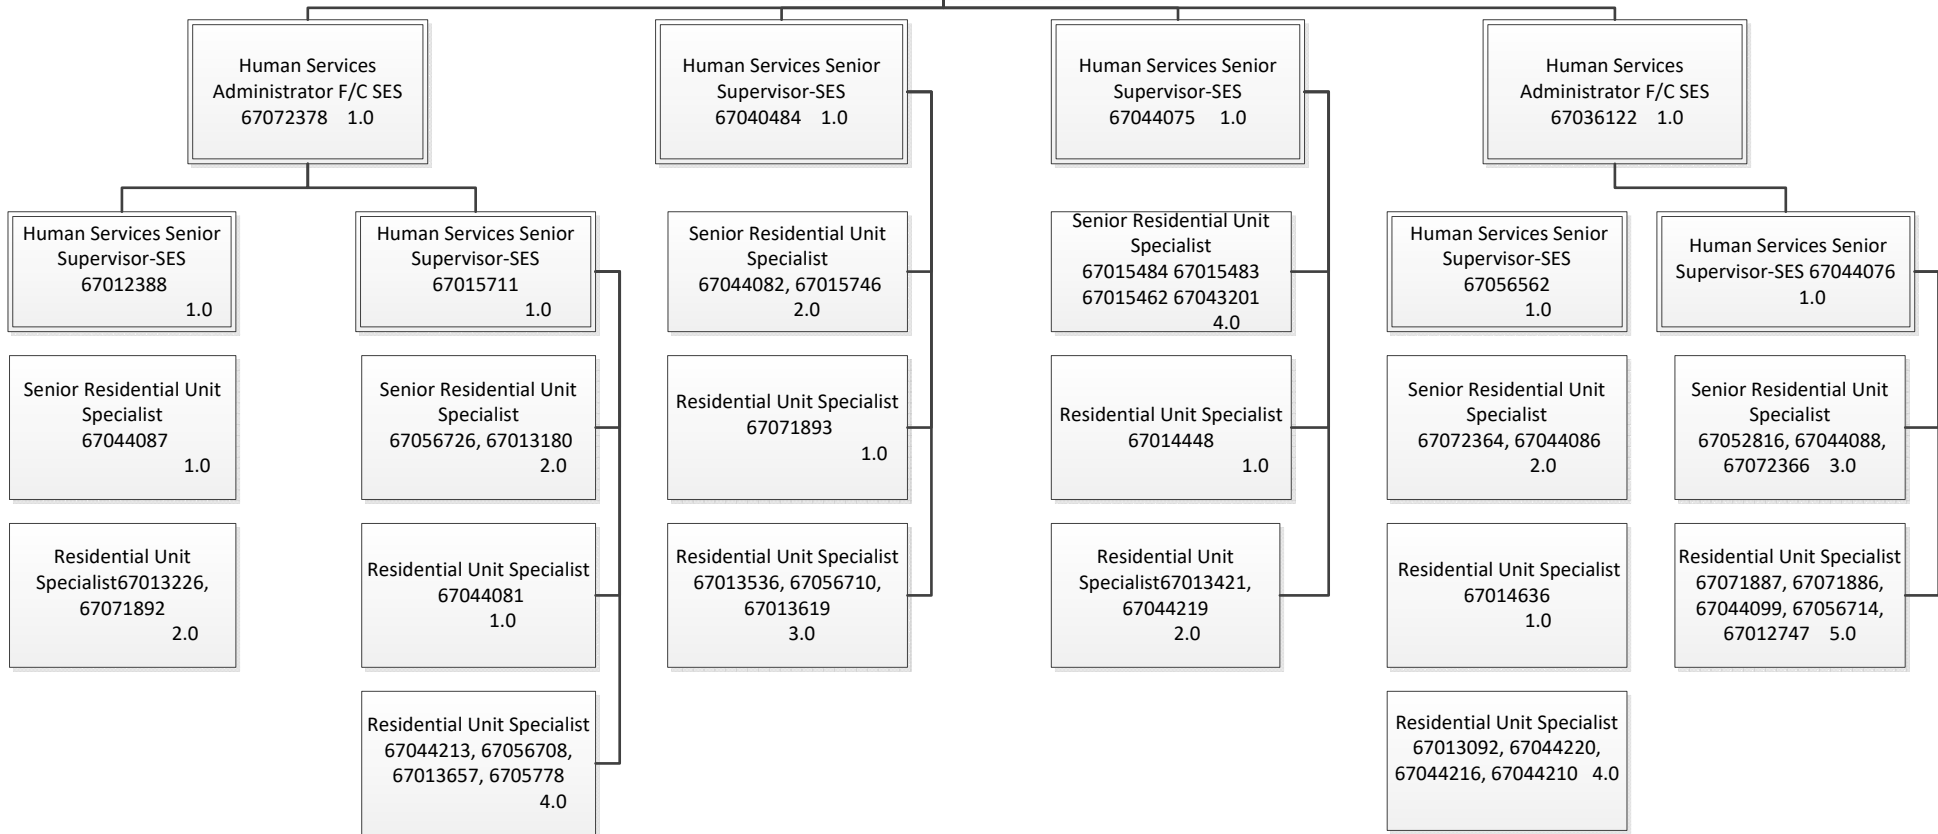 Human Services
Administrator F/C SES
67072378 1.0
Human Services Senior
Supervisor-SES
67040484 1.0
Human Services Senior
Supervisor-SES
67044075 1.0
Human Services
Administrator F/C SES
67036122 1.0
Human Services Senior
Supervisor-SES
67012388
1.0
Human Services Senior
Supervisor-SES
67015711
1.0
Senior Residential Unit
Specialist
67044082, 67015746
2.0
Senior Residential Unit
Specialist
67015484 67015483
67015462 67043201
4.0
Human Services Senior
Supervisor-SES
67056562
1.0
Human Services Senior
Supervisor-SES 67044076
1.0
Senior Residential Unit
Specialist
67044087
1.0
Senior Residential Unit
Specialist
67056726, 67013180
2.0
Residential Unit Specialist
67071893
1.0
Residential Unit Specialist
67014448
1.0
Senior Residential Unit
Specialist
67072364, 67044086
2.0
Senior Residential Unit
Specialist
67052816, 67044088,
67072366 3.0
Residential Unit
Specialist67013226,
67071892
2.0
Residential Unit Specialist
67044081
1.0
Residential Unit Specialist
67013536, 67056710,
67013619
3.0
Residential Unit
Specialist67013421,
67044219
2.0
Residential Unit Specialist
67014636
1.0
Residential Unit Specialist
67071887, 67071886,
67044099, 67056714,
67012747 5.0
Residential Unit Specialist
67044213, 67056708,
67013657, 6705778
4.0
Residential Unit Specialist
67013092, 67044220,
67044216, 67044210 4.0